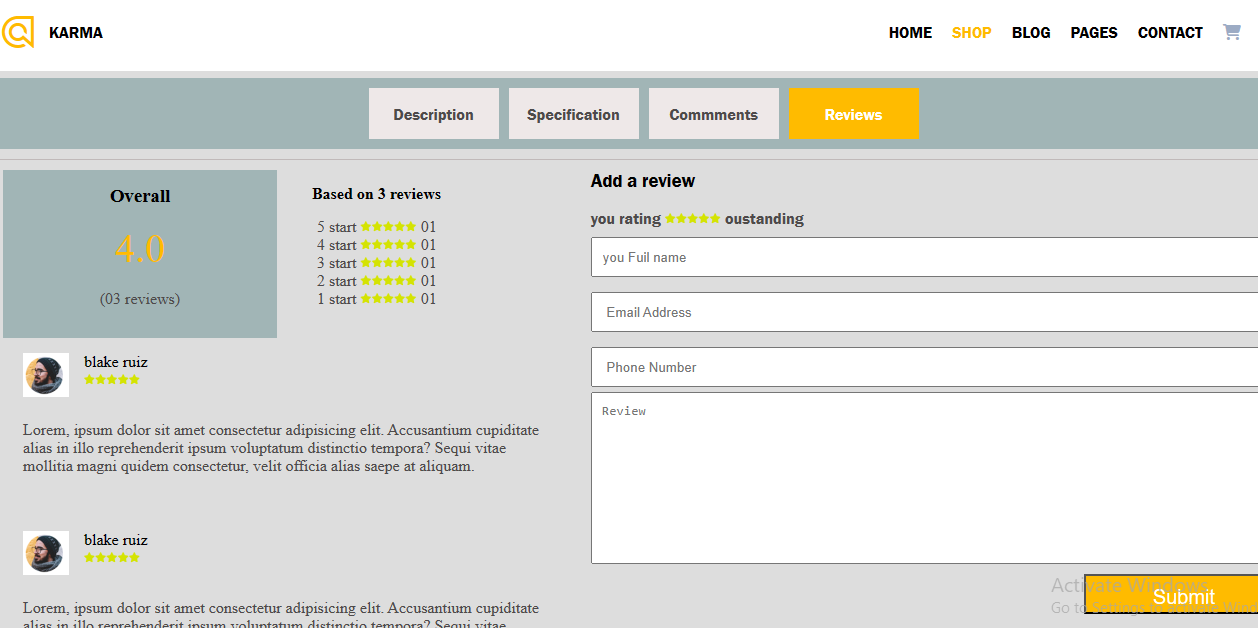 KARMA
HOME SHOP BLOG PAGES CONTACT
Description Specification Commments Reviews
Overall
4.0
(03 reviews)
Based on 3 reviews
5 start ★★★★★ 01
4 start ★★★★★ 01
3 start ★★★★★ 01
2 start ★★★★★ 01
1 start ★★★★★ 01
Add a review
you rating ★★★★★ oustanding
you Fuil name
Email Address
Phone Number
Review
blake ruiz
★★★★★
Lorem, ipsum dolor sit amet consectetur adipisicing elit. Accusantium cupiditate
alias in illo reprehenderit ipsum voluptatum distinctio tempora? Sequi vitae
mollitia magni quidem consectetur, velit officia alias saepe at aliquam.
blake ruiz
★★★★★
Lorem, ipsum dolor sit amet consectetur adipisicing elit. Accusantium cupiditate
alias in illo reprehenderit ipsum voluptatum distinctio tempora? Sequi vitae
Activate Windows
Go to Settings to activate Wind
Submit